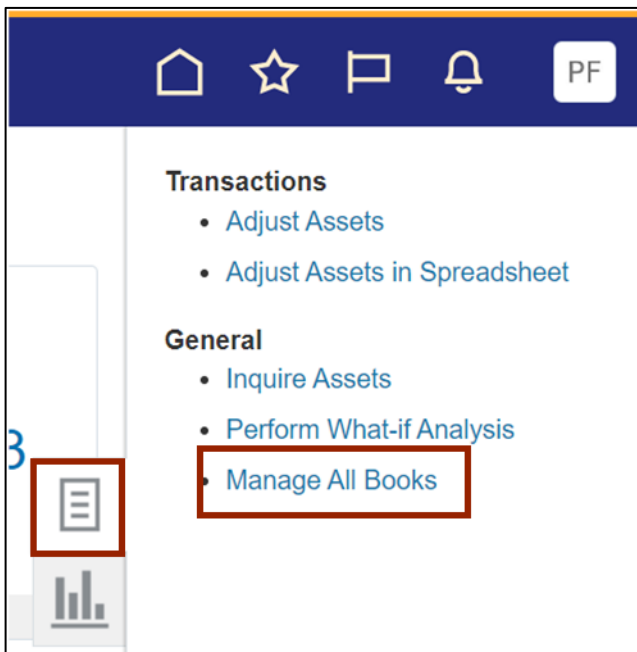 PF
Transactions
Adjust Assets
Adjust Assets in Spreadsheet
General
Inquire Assets
Perform What-if Analysis
Manage All Books